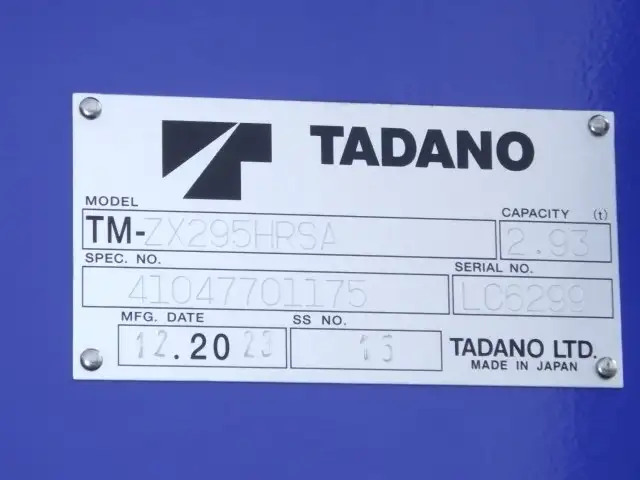 TADANO
MODEL
TM-ZX295HRSA
CAPACITY (t)
2.93
SPEC. NO.
41047701175
SERIAL NO.
LC6299
MFG. DATE
12.2023
SS NO.
13
TADANO LTD.
MADE IN JAPAN